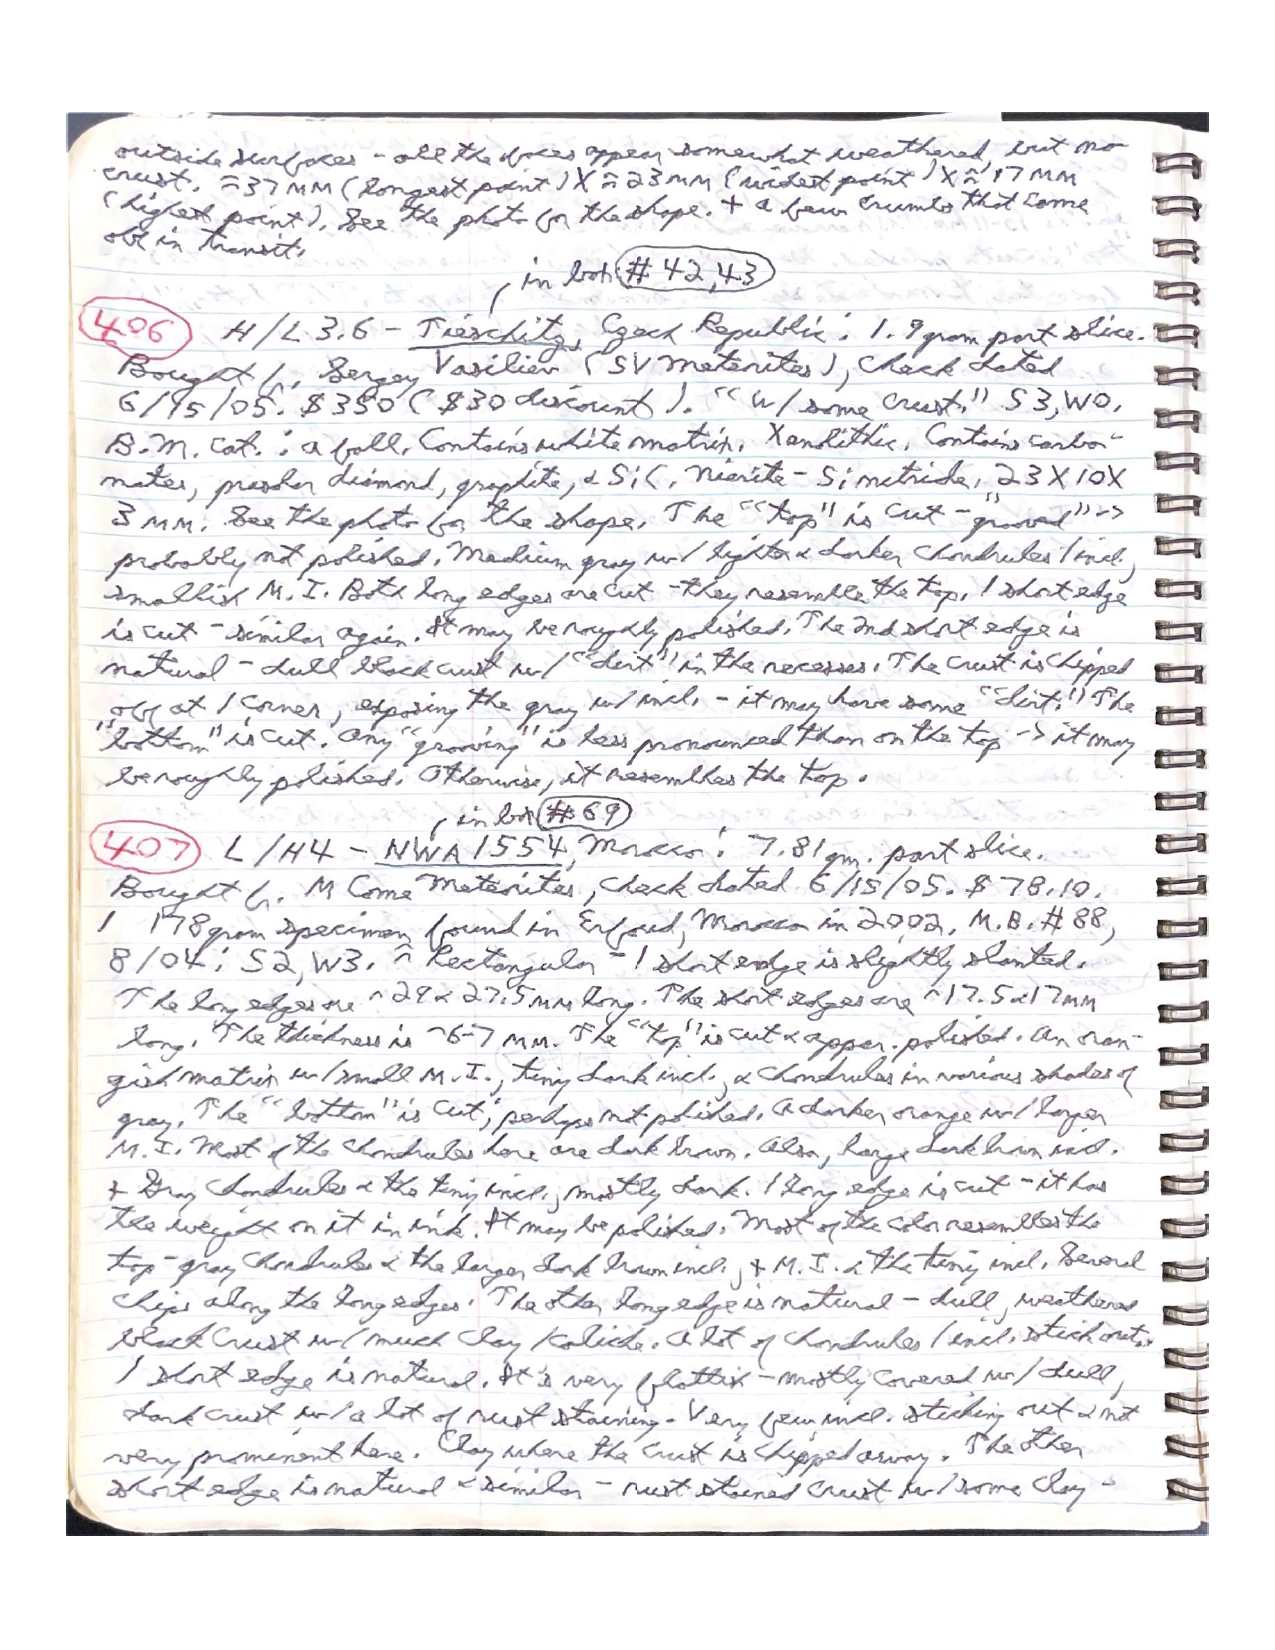 outside surfaces - all the faces appear somewhat weathered, but no
crust. ≈37 MM (longest point) X ≈23 MM (widest point) X ≈17 MM
(highest point). See the photo for the shape. + a few crumbs that came
off in transit.
in box #42,43
406 H/L 3.6 - Tieschitz, Czech Republic: 1.9 gram part slice.
Bought fr. Sergey Vasiliev (SV Meteorites), check dated
6/15/05. $350 ($30 discount). "W/some crust." S3, W0.
B.M. cat.: a fall. Contains white matrix. Xenolithic. Contains carbo-
nates, presolar diamond, graphite, & SiC. Nierite - Si nitride. 23 X 10 X
3 MM. See the photo for the shape. The "top" is cut - "grooved" ->
probably not polished. Medium gray w/ lighter & darker chondrules/incl.,
smallish M.I. Both long edges are cut - they resemble the top. 1 short edge
is cut - similar again. It may be roughly polished. The 2nd short edge is
natural - dull black crust w/ "dirt" in the recesses. The crust is chipped
off at 1 corner, exposing the gray w/ incl. - it may have some "dirt." The
"bottom" is cut. Any "grooving" is less pronounced than on the top -> it may
be roughly polished. Otherwise, it resembles the top.
in box #69
407 L/H4 - NWA 1554, Morocco: 7.81 gm. part slice.
Bought fr. McCome Meteorites, check dated 6/15/05. $78.10.
1 178 gram specimen found in Erfoud, Morocco in 2002. M.B. #88,
8/04: S2, W3. ≈ Rectangular - 1 short edge is slightly slanted.
The long edges are ~29 & 27.5 mm long. The short edges are ~17.5 & 17 MM
long. The thickness is ~6-7 MM. The "top" is cut & appar. polished. An oran-
gish matrix w/ small M.I., tiny dark incl., & chondrules in various shades of
gray. The "bottom" is cut, perhaps not polished. A darker orange w/ larger
M.I. Most of the chondrules here are dark brown. Also, large dark brown incl.
+ Gray chondrules & the tiny incl., mostly dark. 1 long edge is cut - it has
the weight on it in ink. It may be polished. Most of the color resembles the
top - gray chondrules & the larger dark brown incl., + M.I. & the tiny incl. Several
chips along the long edges. The other long edge is natural - dull, weathered
black crust w/ much clay/caliche. A lot of chondrules/incl. stick out.
1 short edge is natural. It's very flattish - mostly covered w/ dull,
dark crust w/ a lot of rust staining. Very few incl. sticking out & not
very prominent here. Clay where the crust is chipped away. The other
short edge is natural & similar - rust stained crust w/ some clay -